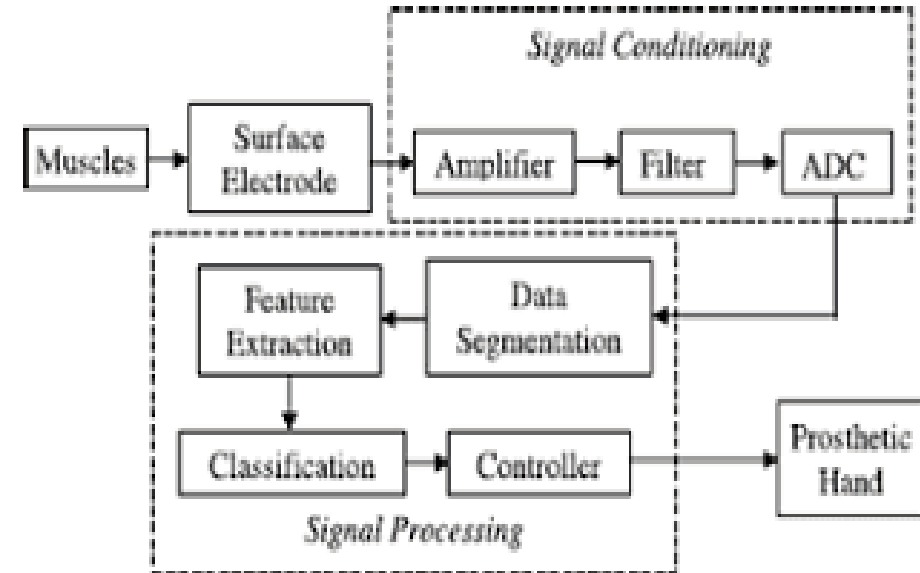 Signal Conditioning
Muscles
Surface
Electrode
Amplifier
Filter
ADC
Feature
Extraction
Data
Segmentation
Classification
Controller
Prosthetic
Hand
Signal Processing